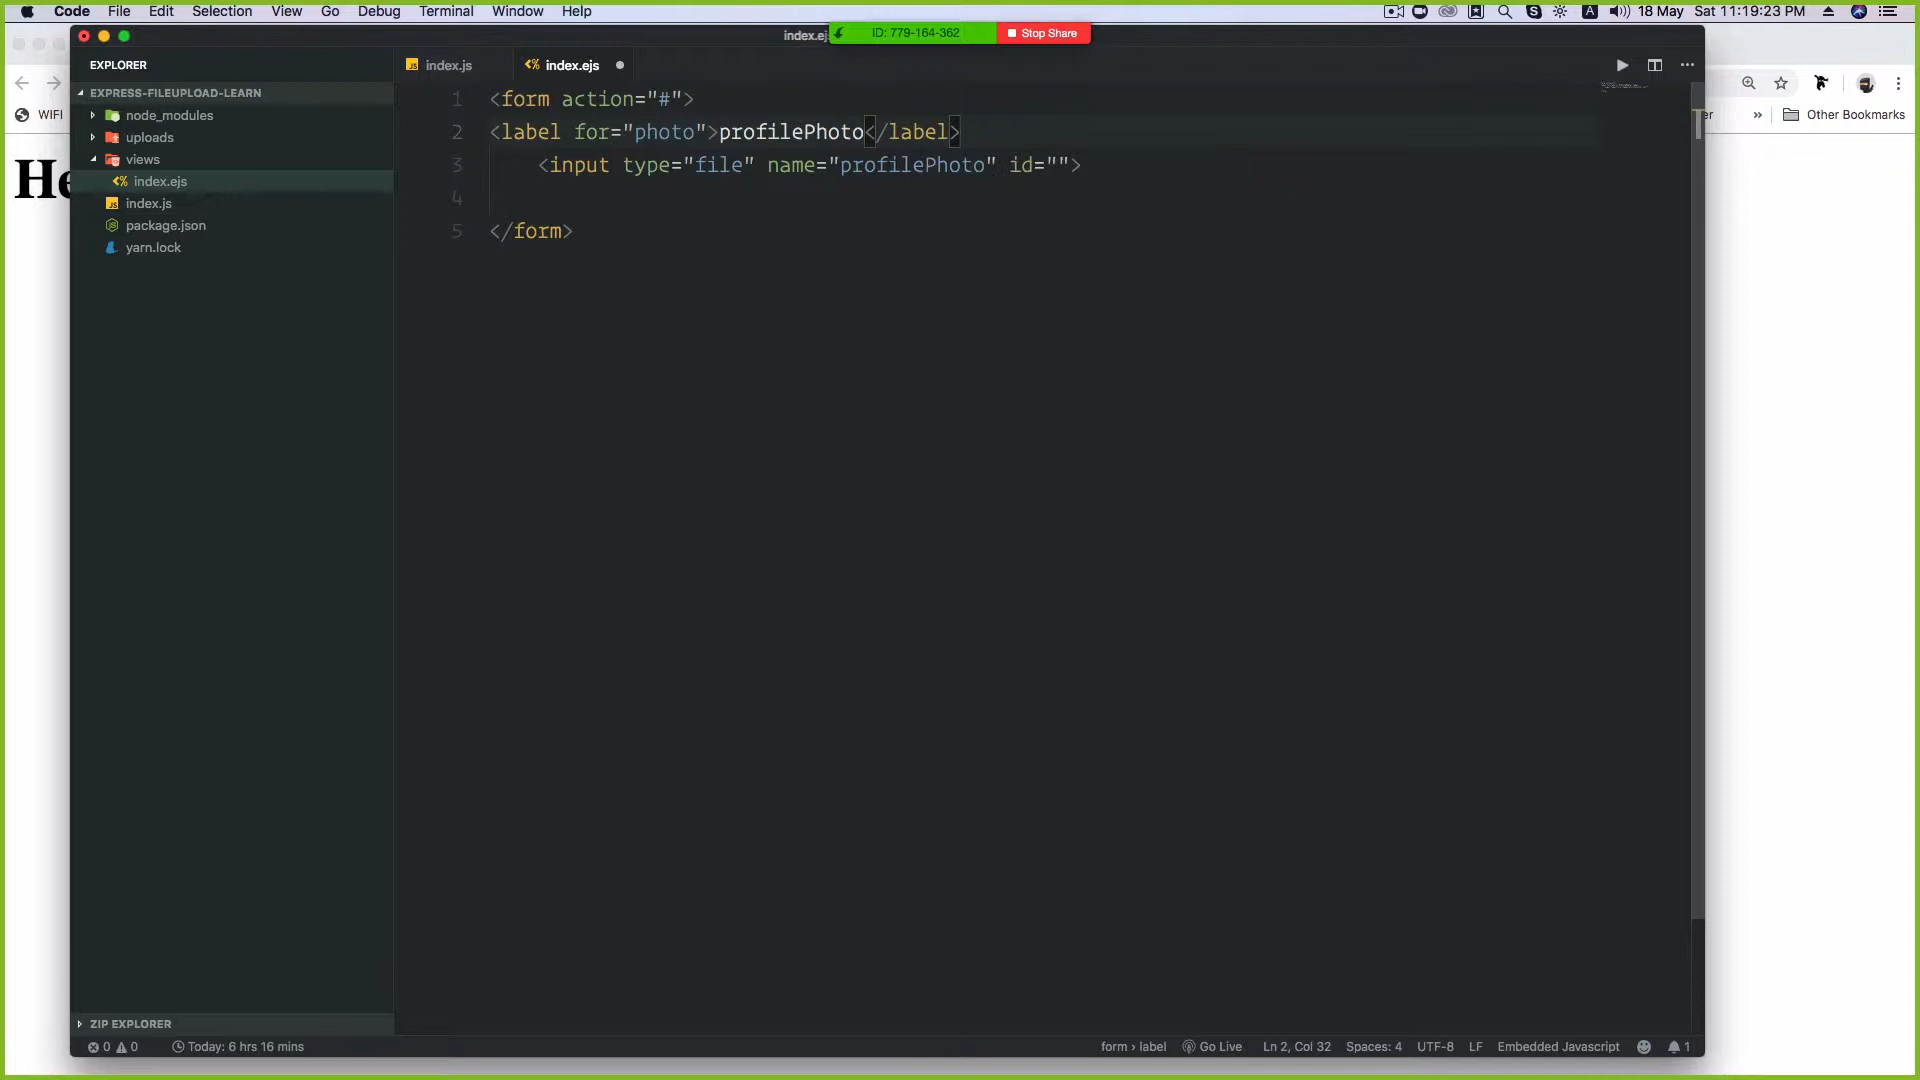 Code File Edit Selection View Go Debug Terminal Window Help
A 18 May Sat 11:19:23 PM
ID: 779-164-362 Stop Share
EXPLORER
index.js
index.ejs
WIFI
Other Bookmarks
EXPRESS-FILEUPLOAD-LEARN
node_modules
uploads
views
index.ejs
index.js
package.json
yarn.lock
He
1 <form action="#">
2 <label for="photo">profilePhoto</label>
3 <input type="file" name="profilePhoto" id="">
4
5 </form>
ZIP EXPLORER
0 0 Today: 6 hrs 16 mins
form › label Go Live Ln 2, Col 32 Spaces: 4 UTF-8 LF Embedded Javascript 1